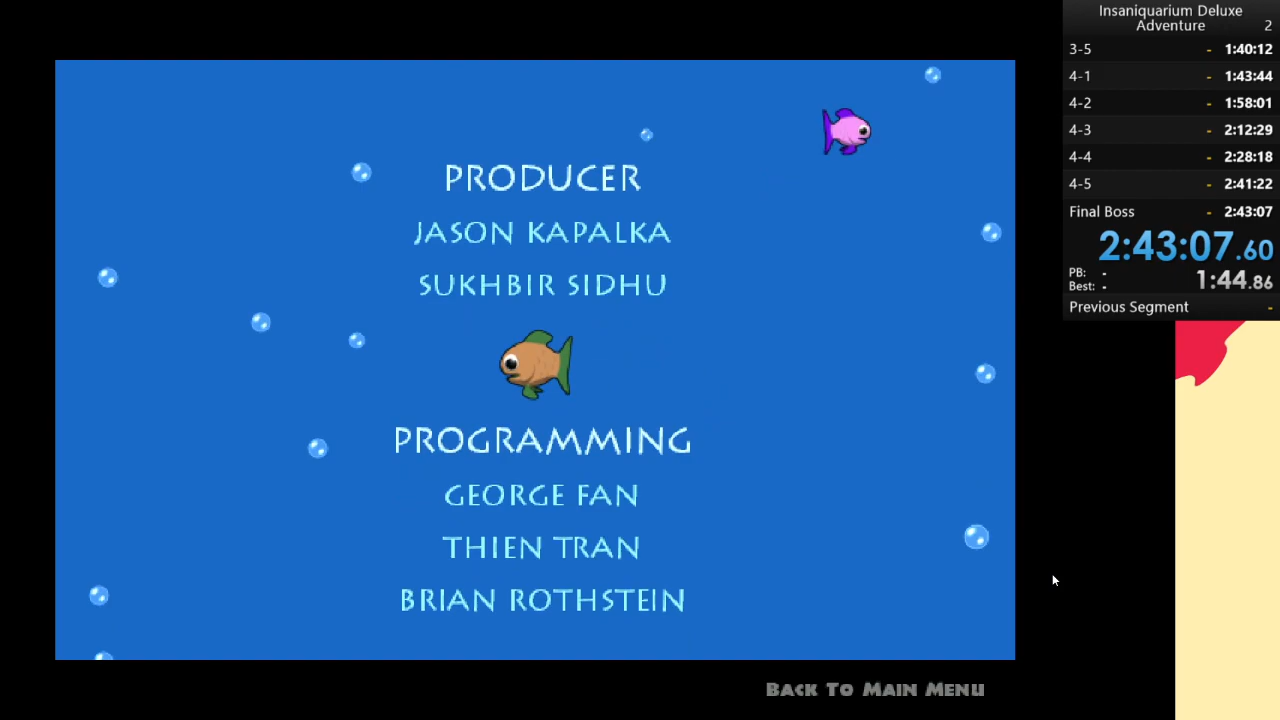 PRODUCER
JASON KAPALKA
SUKHBIR SIDHU
PROGRAMMING
GEORGE FAN
THIEN TRAN
BRIAN ROTHSTEIN
BACK TO MAIN MENU
Insaniquarium Deluxe
Adventure 2
3-5 - 1:40:12
4-1 - 1:43:44
4-2 - 1:58:01
4-3 - 2:12:29
4-4 - 2:28:18
4-5 - 2:41:22
Final Boss - 2:43:07
2:43:07.60
PB: - 1:44.86
Best: -
Previous Segment -